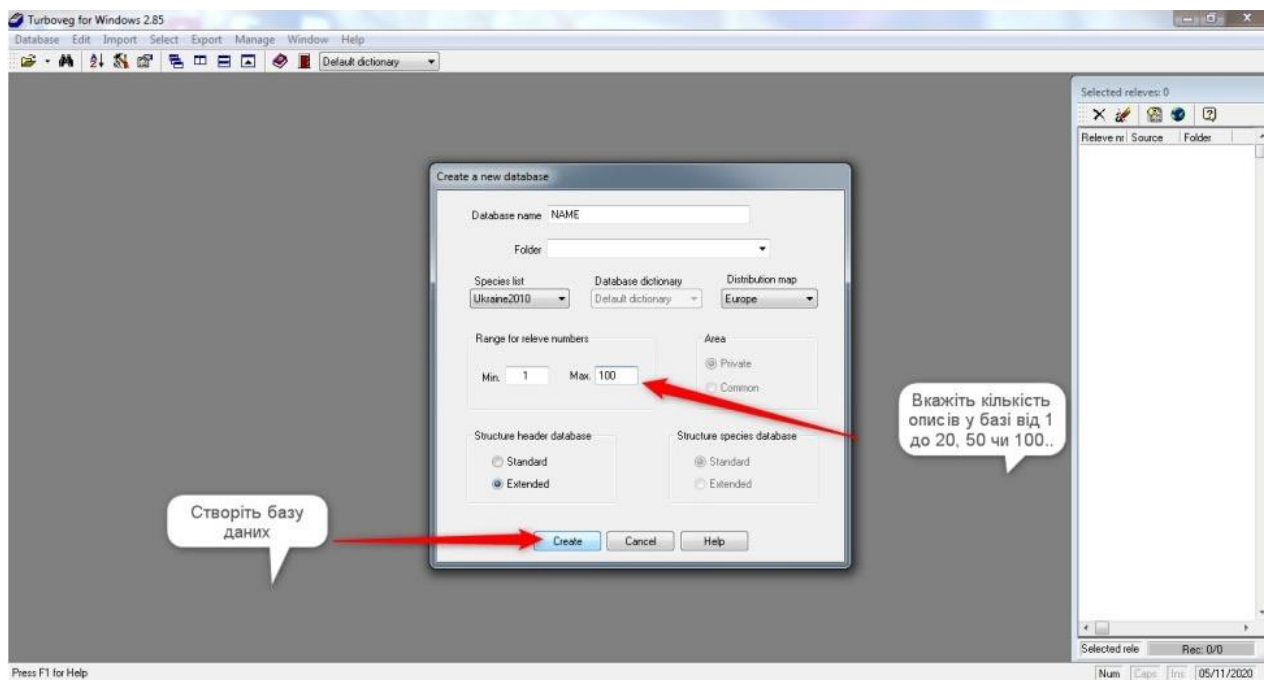 Turboveg for Windows 2.85
Database Edit Import Select Export Manage Window Help
Default dictionary
Selected releves: 0
Releve nr Source Folder
Create a new database
Database name NAME
Folder
Species list Database dictionary Distribution map
Ukraine2010 Default dictionary Europe
Range for releve numbers Area
Private
Min. 1 Max. 100
Common
Вкажіть кількість
описів у базі від 1
до 20, 50 чи 100..
Structure header database Structure species database
Standard Standard
Extended Extended
Створіть базу
даних
Create Cancel Help
Selected rele Rec: 0/0
Press F1 for Help Num Caps Ins 05/11/2020